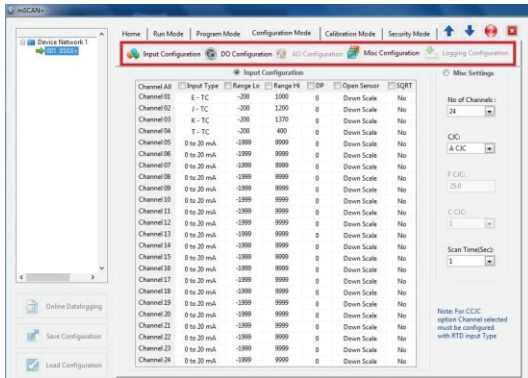 mSCAN+
Device Network 1
001 85XX+
Home Run Mode Program Mode Configuration Mode Calibration Mode Security Mode
Input Configuration DO Configuration AO Configuration Misc Configuration Logging Configuration
Input Configuration
Misc Settings
Channel All Input Type Range Lo Range Hi DP Open Sensor SQRT
Channel 01 E - TC -200 1000 0 Down Scale No
Channel 02 J - TC -200 1200 0 Down Scale No
Channel 03 K - TC -200 1370 0 Down Scale No
Channel 04 T - TC -200 400 0 Down Scale No
Channel 05 0 to 20 mA -1999 9999 0 Down Scale No
Channel 06 0 to 20 mA -1999 9999 0 Down Scale No
Channel 07 0 to 20 mA -1999 9999 0 Down Scale No
Channel 08 0 to 20 mA -1999 9999 0 Down Scale No
Channel 09 0 to 20 mA -1999 9999 0 Down Scale No
Channel 10 0 to 20 mA -1999 9999 0 Down Scale No
Channel 11 0 to 20 mA -1999 9999 0 Down Scale No
Channel 12 0 to 20 mA -1999 9999 0 Down Scale No
Channel 13 0 to 20 mA -1999 9999 0 Down Scale No
Channel 14 0 to 20 mA -1999 9999 0 Down Scale No
Channel 15 0 to 20 mA -1999 9999 0 Down Scale No
Channel 16 0 to 20 mA -1999 9999 0 Down Scale No
Channel 17 0 to 20 mA -1999 9999 0 Down Scale No
Channel 18 0 to 20 mA -1999 9999 0 Down Scale No
Channel 19 0 to 20 mA -1999 9999 0 Down Scale No
Channel 20 0 to 20 mA -1999 9999 0 Down Scale No
Channel 21 0 to 20 mA -1999 9999 0 Down Scale No
Channel 22 0 to 20 mA -1999 9999 0 Down Scale No
Channel 23 0 to 20 mA -1999 9999 0 Down Scale No
Channel 24 0 to 20 mA -1999 9999 0 Down Scale No
No of Channels :
24
CJC:
A CJC
F CJC:
25.0
C CJC:
1
Scan Time(Sec):
1
Note: For CCJC
option Channel selected
must be configured
with RTD input Type
Online Datalogging
Save Configuration
Load Configuration